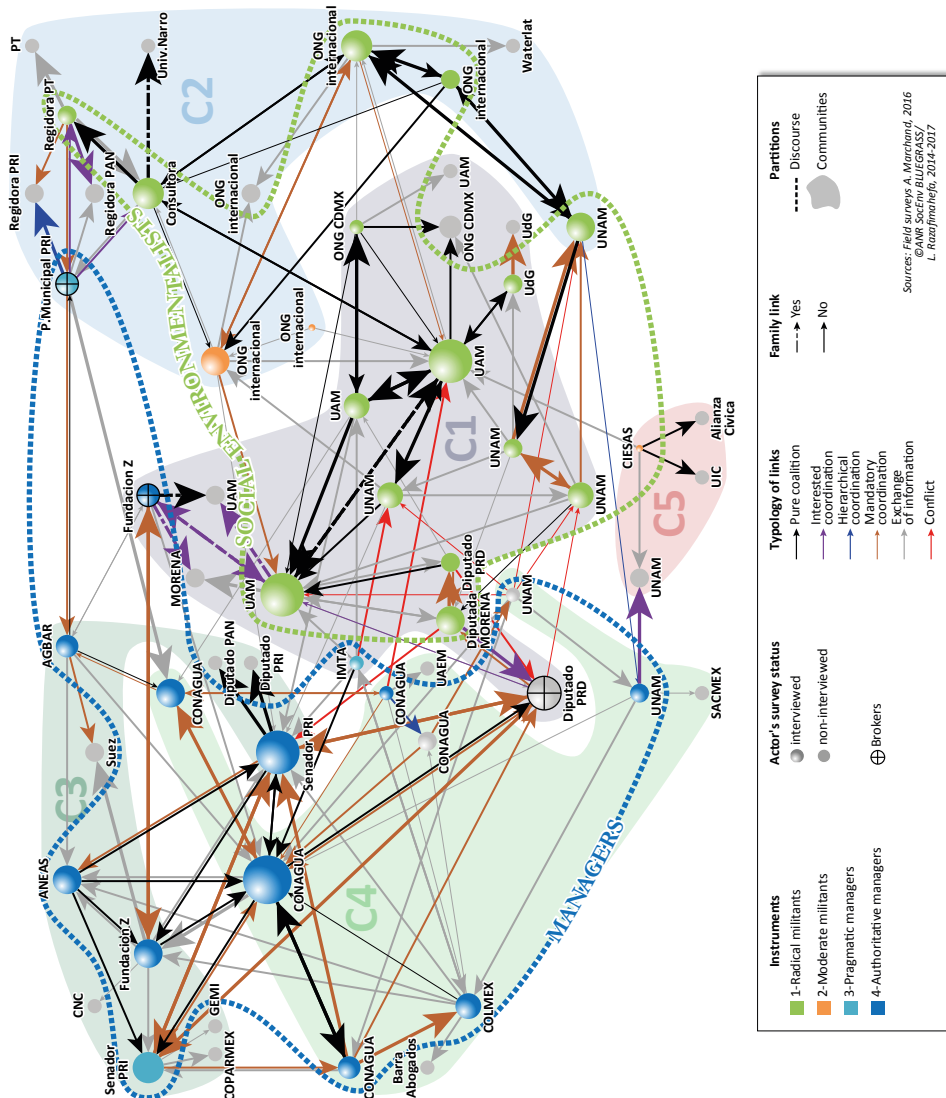 PT
Univ.Narro
Regidora PT
Regidora PRI
Regidora PAN
P.Municipal PRI
Consultora
C2
ONG
internacional
Waterlat
ONG
internacional
ONG
internacional
ONG
internacional
ONG
internacional
SOCIAL-ENVIRONMENTALISTS
ONG CDMX
UAM
ONG CDMX
UdG
UdG
UNAM
UAM
UAM
C1
UNAM
UNAM
UNAM
UAM
UAM
MORENA
Fundacion Z
Diputado
PRD
Diputada
MORENA
UNAM
CIESAS
Alianza
Civica
UIC
UNAM
C5
AGBAR
Suez
C3
CONAGUA
Diputado PAN
Diputado
PRI
IMTA
CONAGUA
UAEM
CONAGUA
Diputado
PRD
UNAM
SACMEX
Senador PRI
ANEAS
CONAGUA
C4
Fundacion Z
CNC
Senador
PRI
GEMI
COPARMEX
CONAGUA
Barra
Abogados
COLMEX
MANAGERS
Instruments
1-Radical militants
2-Moderate militants
3-Pragmatic managers
4-Authoritative managers
Actor's survey status
interviewed
non-interviewed
Brokers
Typology of links
Pure coalition
Interested
coordination
Hierarchical
coordination
Mandatory
coordination
Exchange
of information
Conflict
Family link
Yes
No
Partitions
Discourse
Communities
Sources: Field surveys A.Marchand, 2016
©ANR SocEnv BLUEGRASS/
L. Razafimahefa, 2014-2017